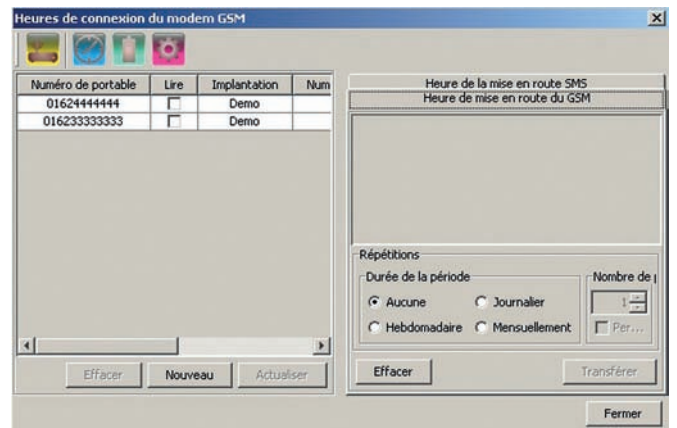 Heures de connexion du modem GSM
Numéro de portable Lire Implantation Num
01624444444 Demo
016233333333 Demo
Effacer Nouveau Actualiser
Heure de la mise en route SMS
Heure de mise en route du GSM
Répétitions
Durée de la période Nombre de p
Aucune Journalier 1
Hebdomadaire Mensuellement Per...
Effacer Transférer
Fermer